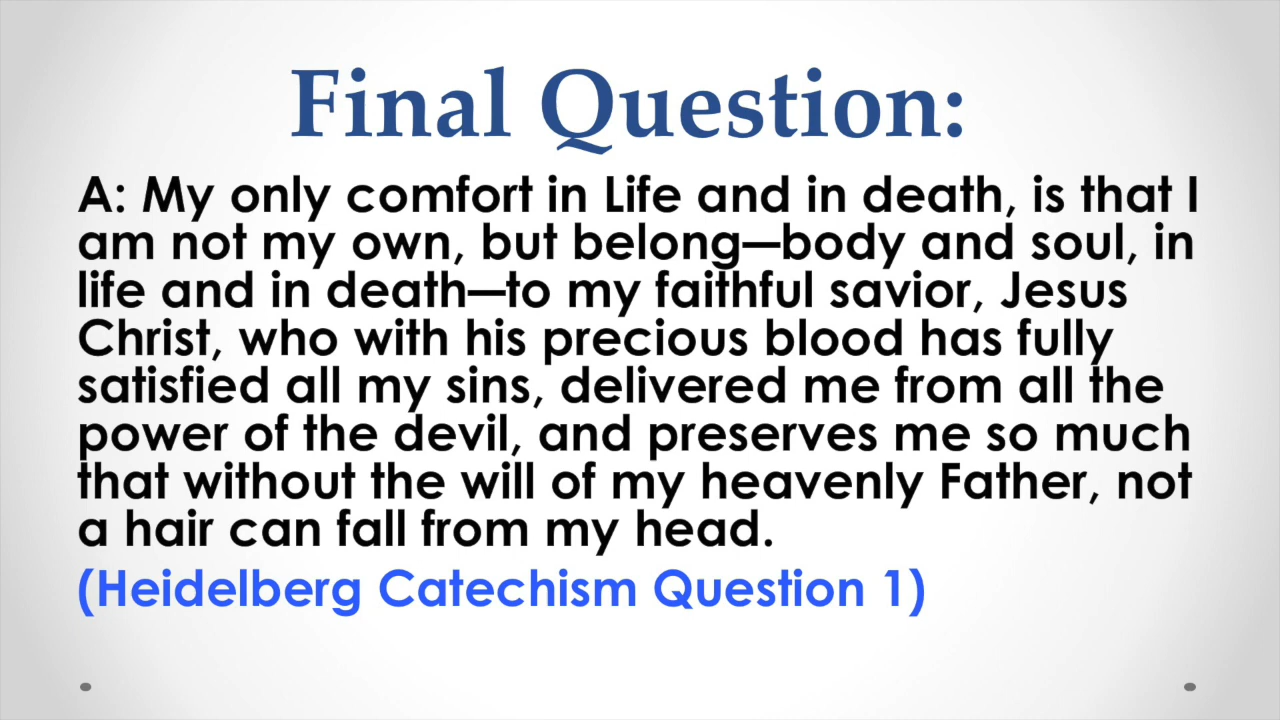 Final Question:
A: My only comfort in Life and in death, is that I
am not my own, but belong—body and soul, in
life and in death—to my faithful savior, Jesus
Christ, who with his precious blood has fully
satisfied all my sins, delivered me from all the
power of the devil, and preserves me so much
that without the will of my heavenly Father, not
a hair can fall from my head.
(Heidelberg Catechism Question 1)